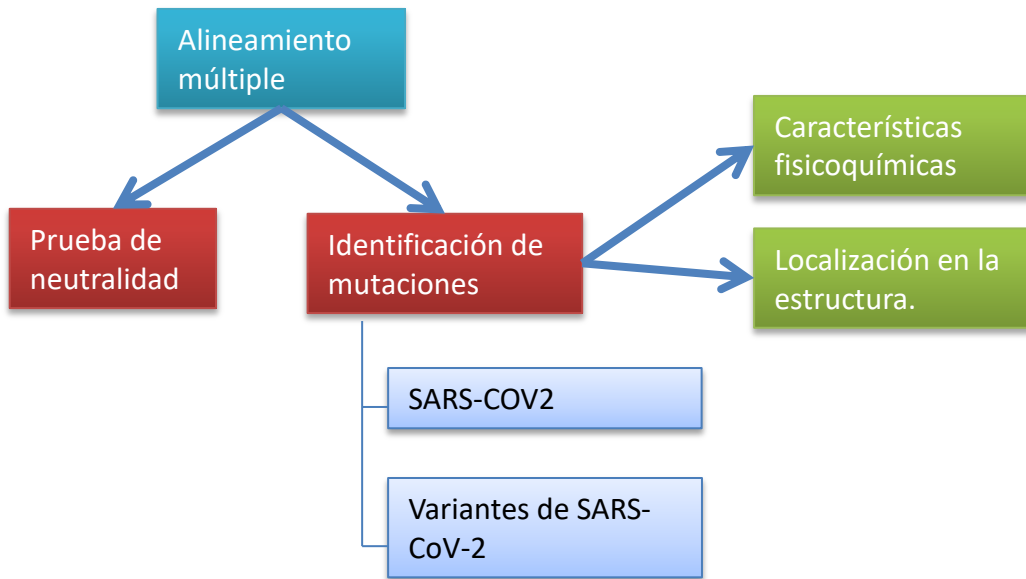 Alineamiento
múltiple
Prueba de
neutralidad
Identificación de
mutaciones
Características
fisicoquímicas
Localización en la
estructura.
SARS-COV2
Variantes de SARS-
CoV-2